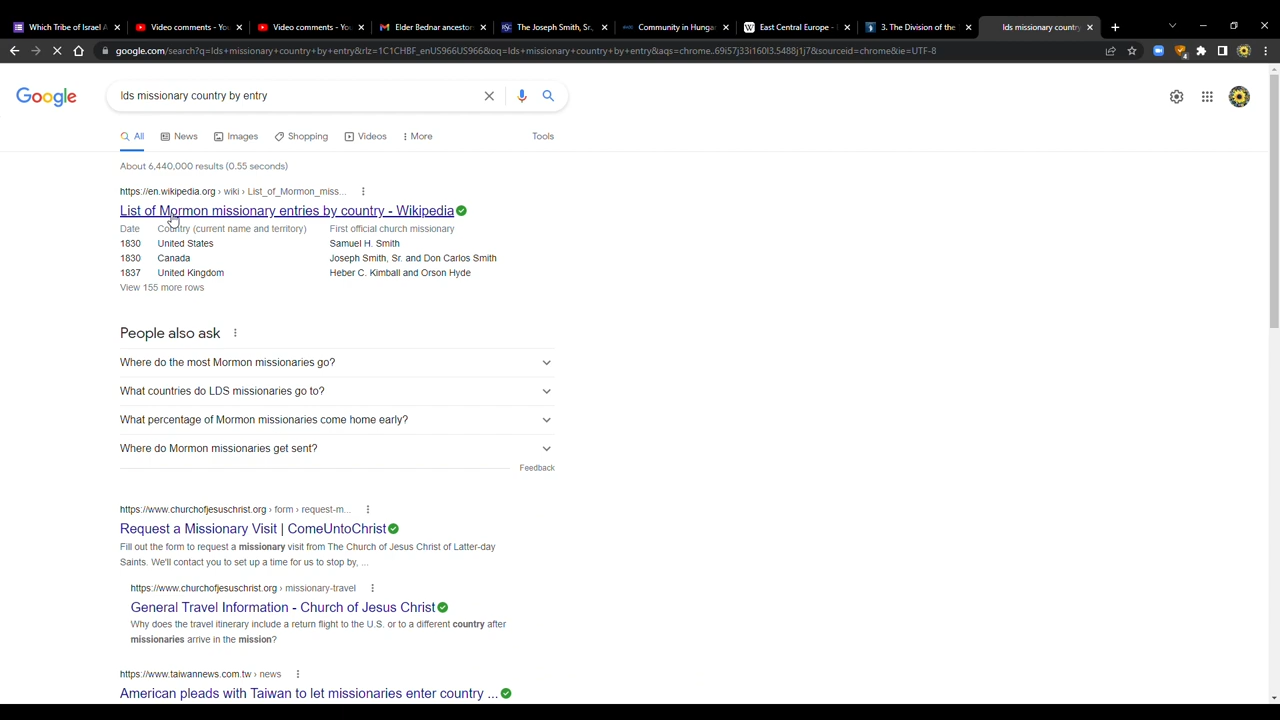 Which Tribe of Israel A
Video comments - Yo
Video comments - Yo
Elder Bednar ancestor
The Joseph Smith, Sr.,
Community in Hunga
East Central Europe -
3. The Division of the
lds missionary country
google.com/search?q=lds+missionary+country+by+entry&rlz=1C1CHBF_enUS966US966&oq=lds+missionary+country+by+entry&aqs=chrome..69i57j33i160l3.5488j1j7&sourceid=chrome&ie=UTF-8
Google
lds missionary country by entry
All News Images Shopping Videos More Tools
About 6,440,000 results (0.55 seconds)
https://en.wikipedia.org › wiki › List_of_Mormon_miss...
List of Mormon missionary entries by country - Wikipedia
Date Country (current name and territory) First official church missionary
1830 United States Samuel H. Smith
1830 Canada Joseph Smith, Sr. and Don Carlos Smith
1837 United Kingdom Heber C. Kimball and Orson Hyde
View 155 more rows
People also ask
Where do the most Mormon missionaries go?
What countries do LDS missionaries go to?
What percentage of Mormon missionaries come home early?
Where do Mormon missionaries get sent?
Feedback
https://www.churchofjesuschrist.org › form › request-m...
Request a Missionary Visit | ComeUntoChrist
Fill out the form to request a missionary visit from The Church of Jesus Christ of Latter-day
Saints. We'll contact you to set up a time for us to stop by, ...
https://www.churchofjesuschrist.org › missionary-travel
General Travel Information - Church of Jesus Christ
Why does the travel itinerary include a return flight to the U.S. or to a different country after
missionaries arrive in the mission?
https://www.taiwannews.com.tw › news
American pleads with Taiwan to let missionaries enter country ...